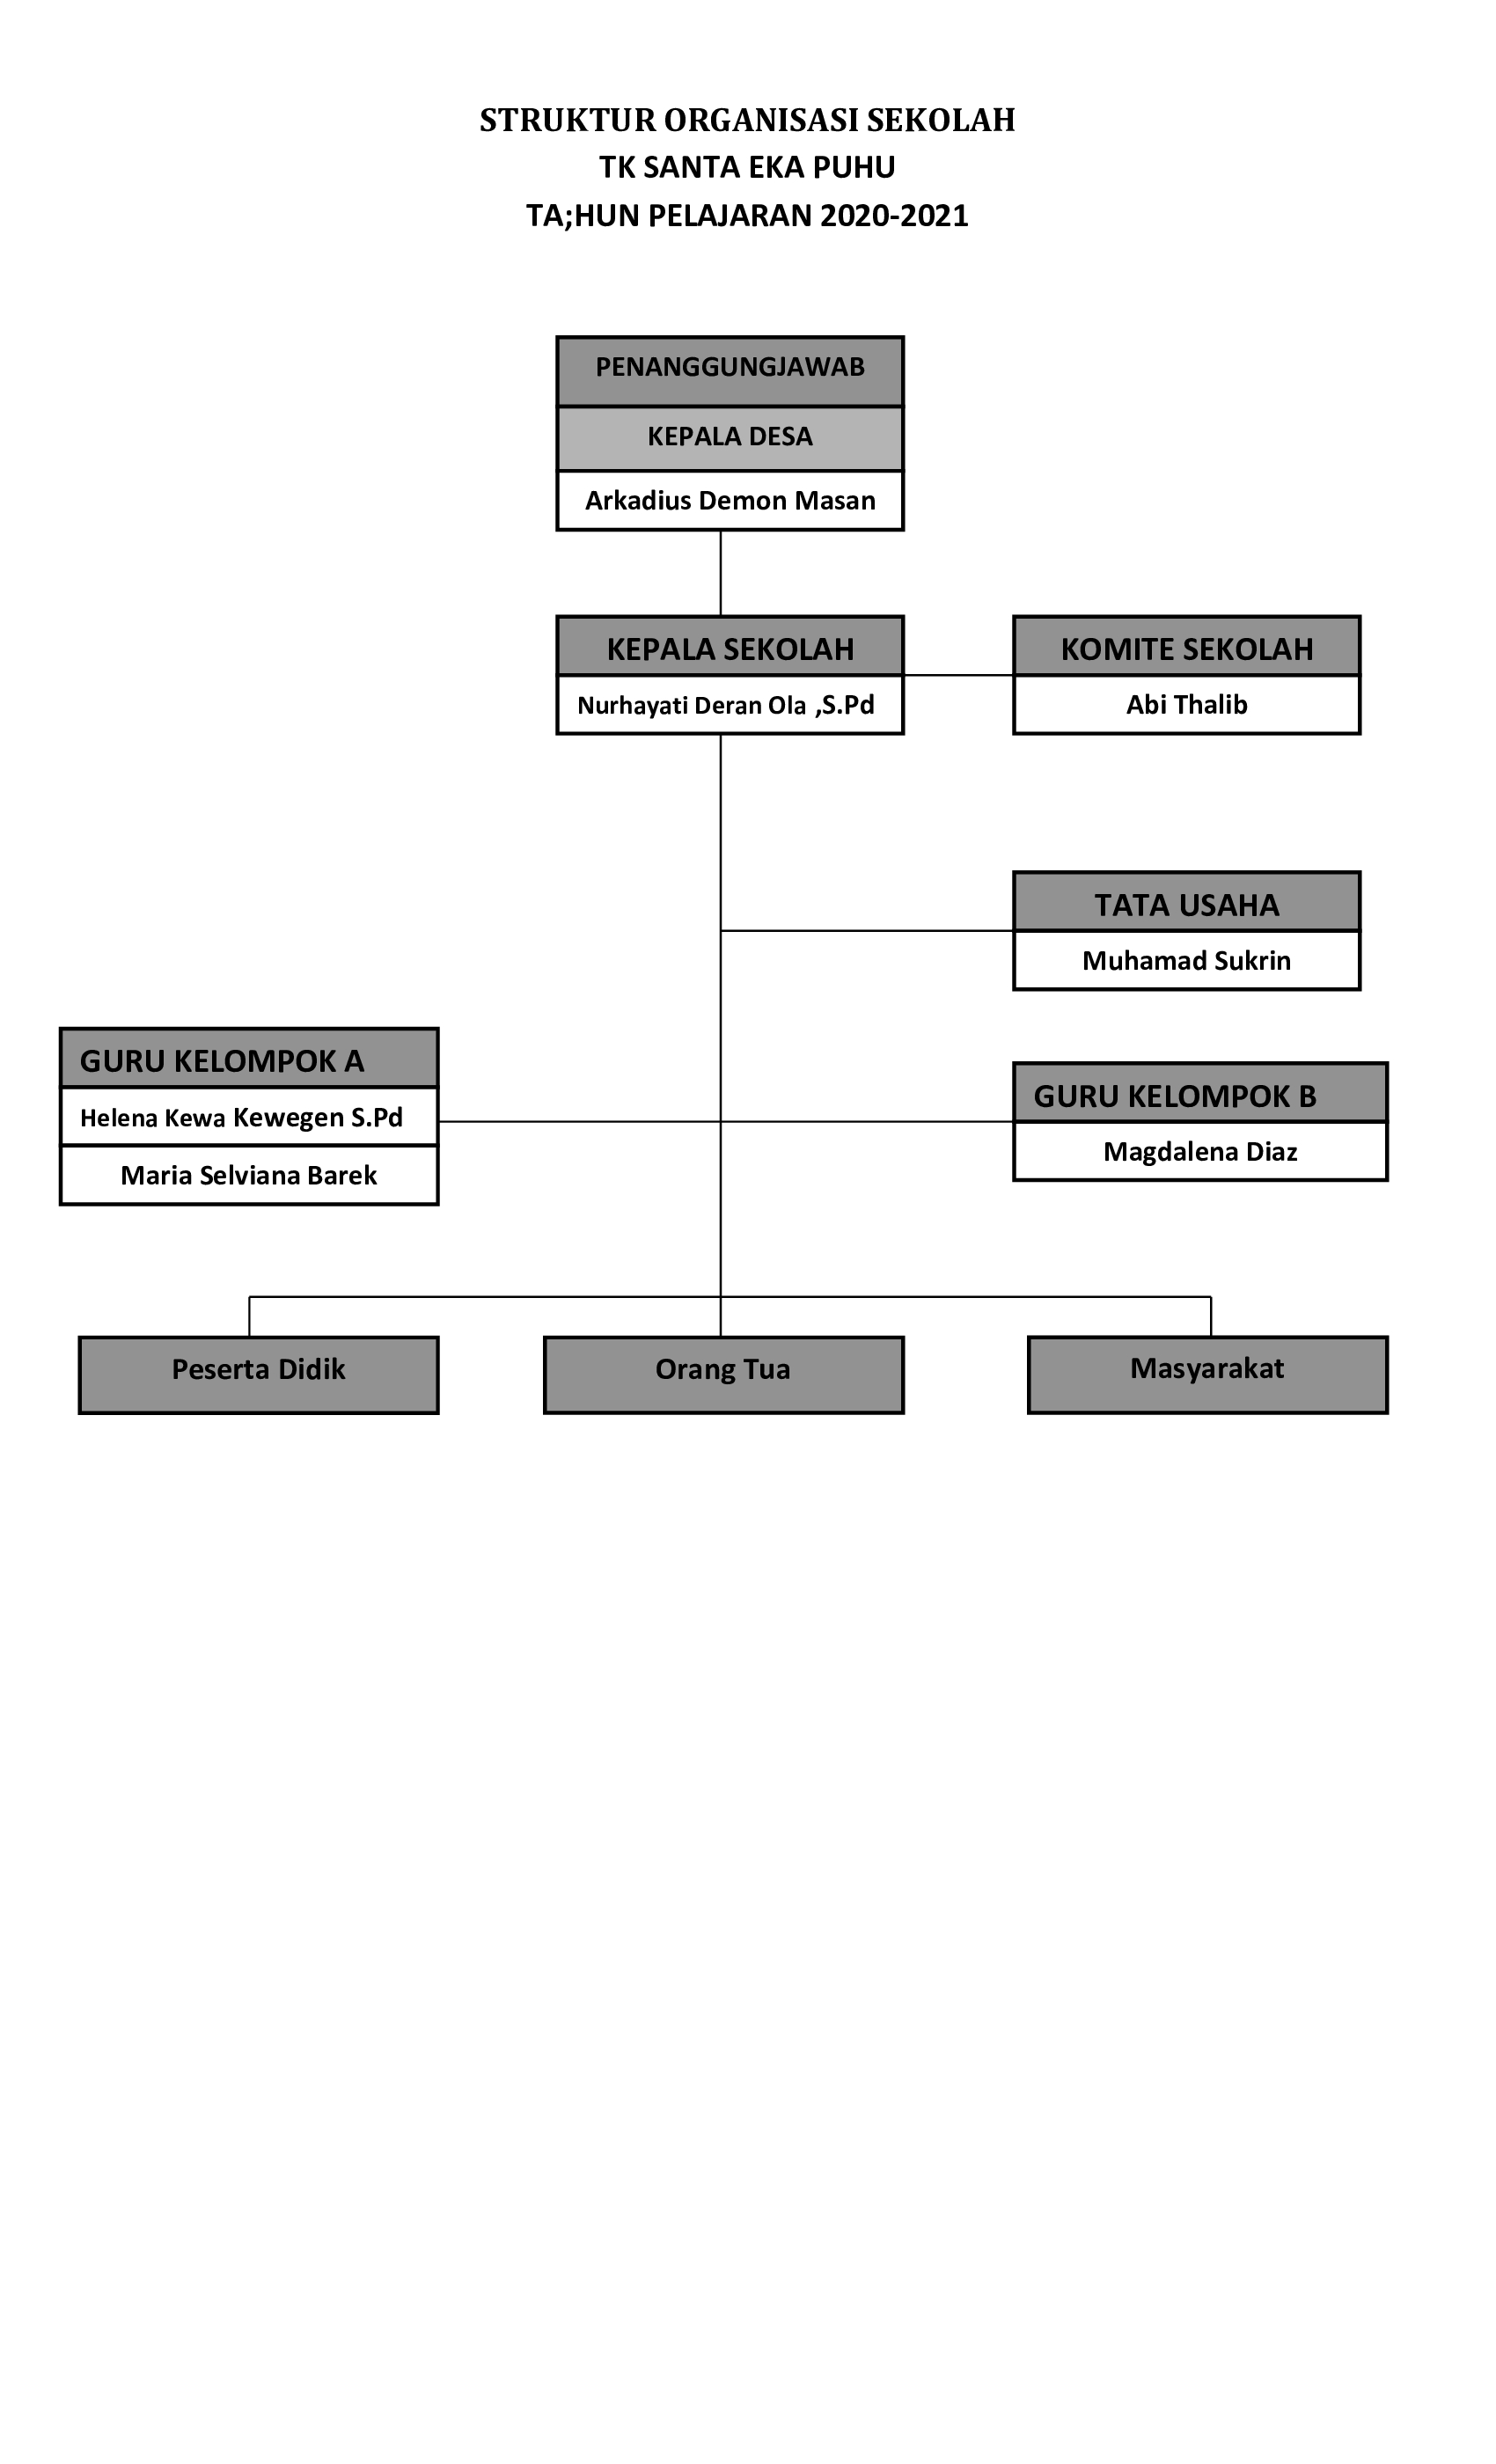 STRUKTUR ORGANISASI SEKOLAH
TK SANTA EKA PUHU
TA;HUN PELAJARAN 2020-2021
PENANGGUNGJAWAB
KEPALA DESA
Arkadius Demon Masan
KEPALA SEKOLAH
Nurhayati Deran Ola ,S.Pd
KOMITE SEKOLAH
Abi Thalib
TATA USAHA
Muhamad Sukrin
GURU KELOMPOK A
Helena Kewa Kewegen S.Pd
Maria Selviana Barek
GURU KELOMPOK B
Magdalena Diaz
Peserta Didik
Orang Tua
Masyarakat